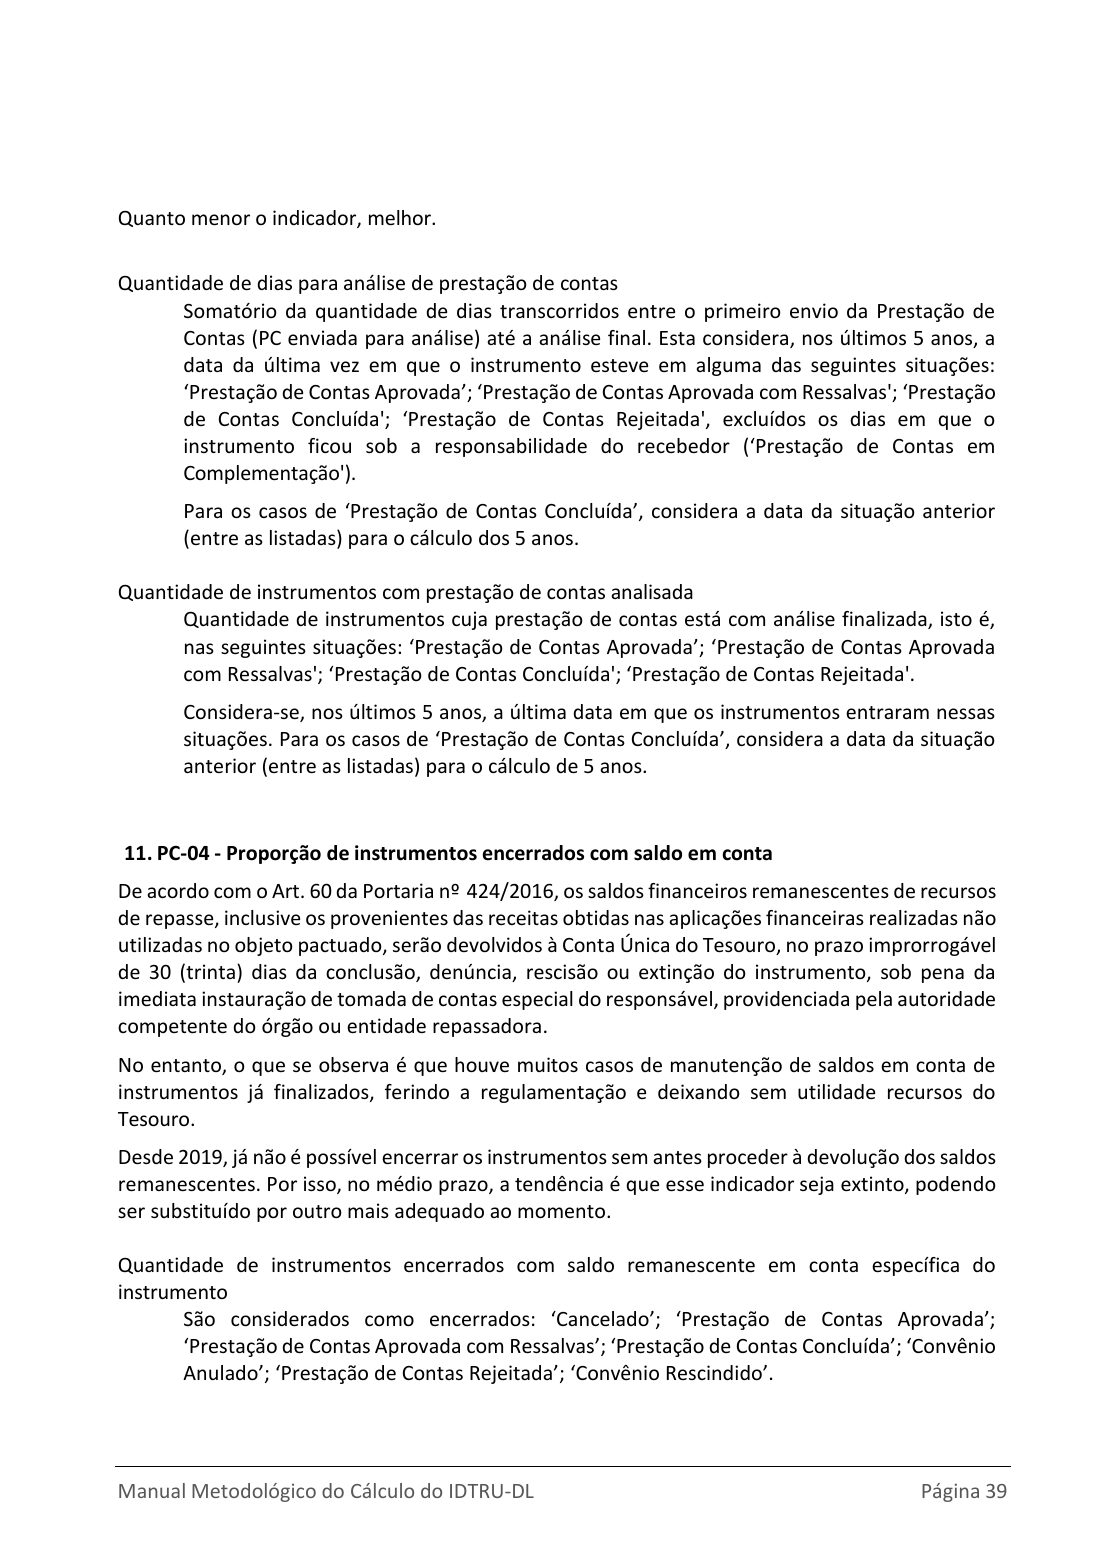 Quanto menor o indicador, melhor.
Quantidade de dias para análise de prestação de contas
Somatório da quantidade de dias transcorridos entre o primeiro envio da Prestação de
Contas (PC enviada para análise) até a análise final. Esta considera, nos últimos 5 anos, a
data da última vez em que o instrumento esteve em alguma das seguintes situações:
‘Prestação de Contas Aprovada’; ‘Prestação de Contas Aprovada com Ressalvas'; ‘Prestação
de Contas Concluída'; ‘Prestação de Contas Rejeitada', excluídos os dias em que o
instrumento ficou sob a responsabilidade do recebedor (‘Prestação de Contas em
Complementação').
Para os casos de ‘Prestação de Contas Concluída’, considera a data da situação anterior
(entre as listadas) para o cálculo dos 5 anos.
Quantidade de instrumentos com prestação de contas analisada
Quantidade de instrumentos cuja prestação de contas está com análise finalizada, isto é,
nas seguintes situações: ‘Prestação de Contas Aprovada’; ‘Prestação de Contas Aprovada
com Ressalvas'; ‘Prestação de Contas Concluída'; ‘Prestação de Contas Rejeitada'.
Considera-se, nos últimos 5 anos, a última data em que os instrumentos entraram nessas
situações. Para os casos de ‘Prestação de Contas Concluída’, considera a data da situação
anterior (entre as listadas) para o cálculo de 5 anos.
11. PC-04 - Proporção de instrumentos encerrados com saldo em conta
De acordo com o Art. 60 da Portaria nº 424/2016, os saldos financeiros remanescentes de recursos
de repasse, inclusive os provenientes das receitas obtidas nas aplicações financeiras realizadas não
utilizadas no objeto pactuado, serão devolvidos à Conta Única do Tesouro, no prazo improrrogável
de 30 (trinta) dias da conclusão, denúncia, rescisão ou extinção do instrumento, sob pena da
imediata instauração de tomada de contas especial do responsável, providenciada pela autoridade
competente do órgão ou entidade repassadora.
No entanto, o que se observa é que houve muitos casos de manutenção de saldos em conta de
instrumentos já finalizados, ferindo a regulamentação e deixando sem utilidade recursos do
Tesouro.
Desde 2019, já não é possível encerrar os instrumentos sem antes proceder à devolução dos saldos
remanescentes. Por isso, no médio prazo, a tendência é que esse indicador seja extinto, podendo
ser substituído por outro mais adequado ao momento.
Quantidade de instrumentos encerrados com saldo remanescente em conta específica do
instrumento
São considerados como encerrados: ‘Cancelado’; ‘Prestação de Contas Aprovada’;
‘Prestação de Contas Aprovada com Ressalvas’; ‘Prestação de Contas Concluída’; ‘Convênio
Anulado’; ‘Prestação de Contas Rejeitada’; ‘Convênio Rescindido’.
Manual Metodológico do Cálculo do IDTRU-DL Página 39